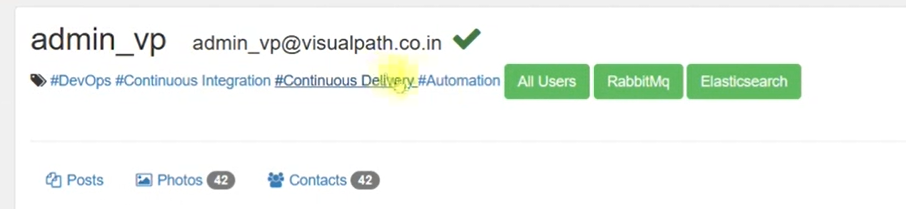 admin_vp admin_vp@visualpath.co.in
#DevOps #Continuous Integration #Continuous Delivery #Automation All Users RabbitMq Elasticsearch
Posts Photos 42 Contacts 42